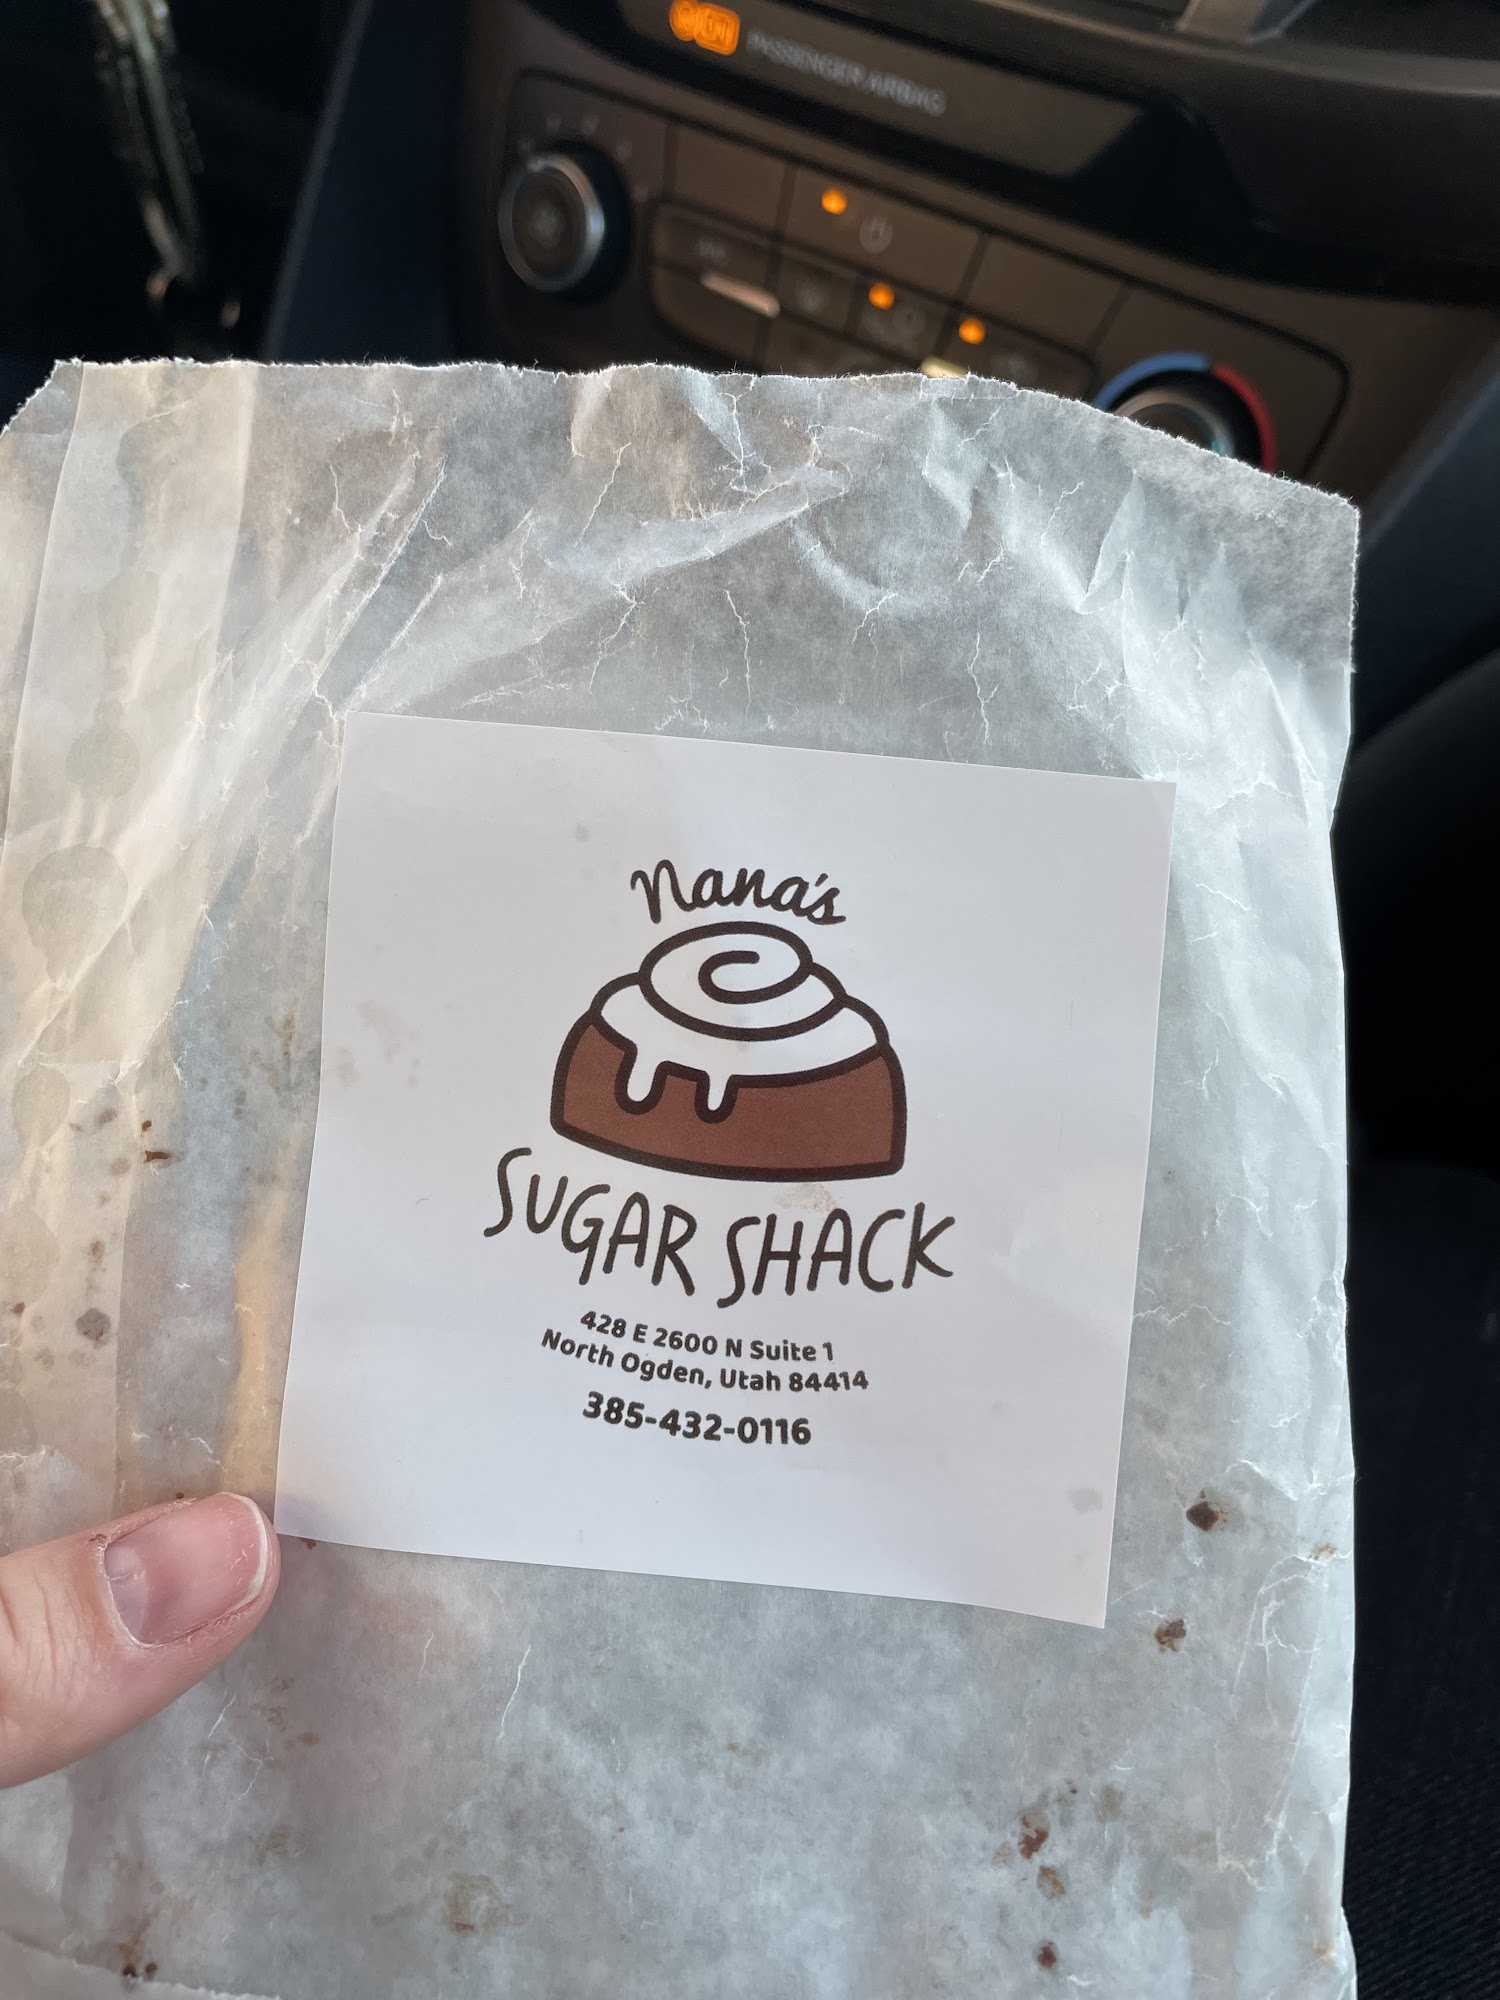 PASSENGER AIRBAG
Nana's
SUGAR SHACK
428 E 2600 N Suite 1
North Ogden, Utah 84414
385-432-0116